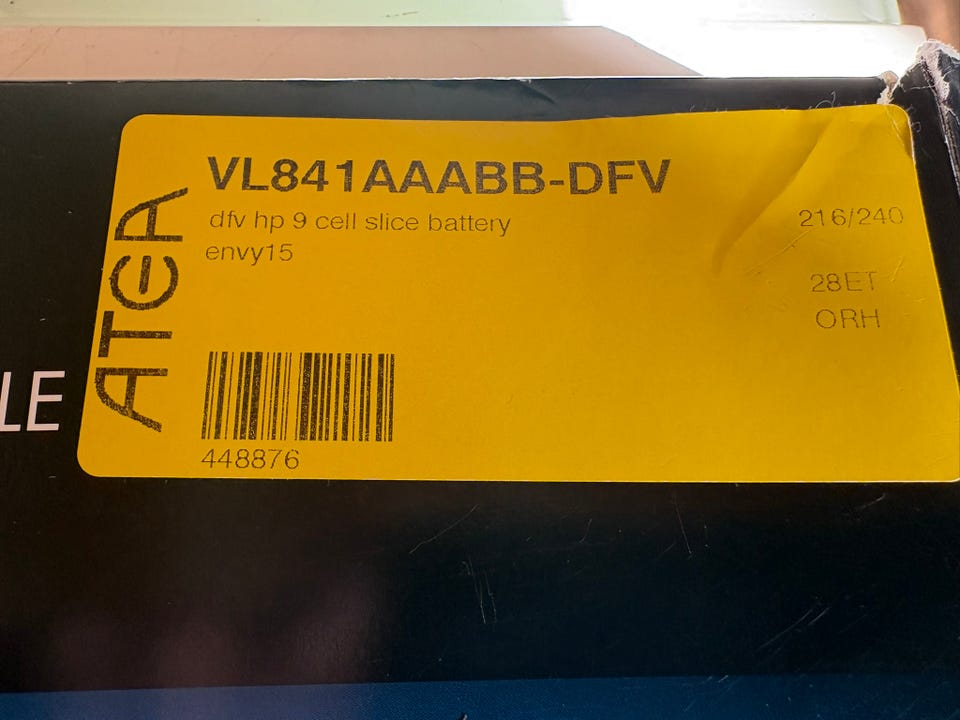 VL841AAABB-DFV
dfv hp 9 cell slice battery
envy15
216/240
28ET
ORH
ATEA
448876
LE